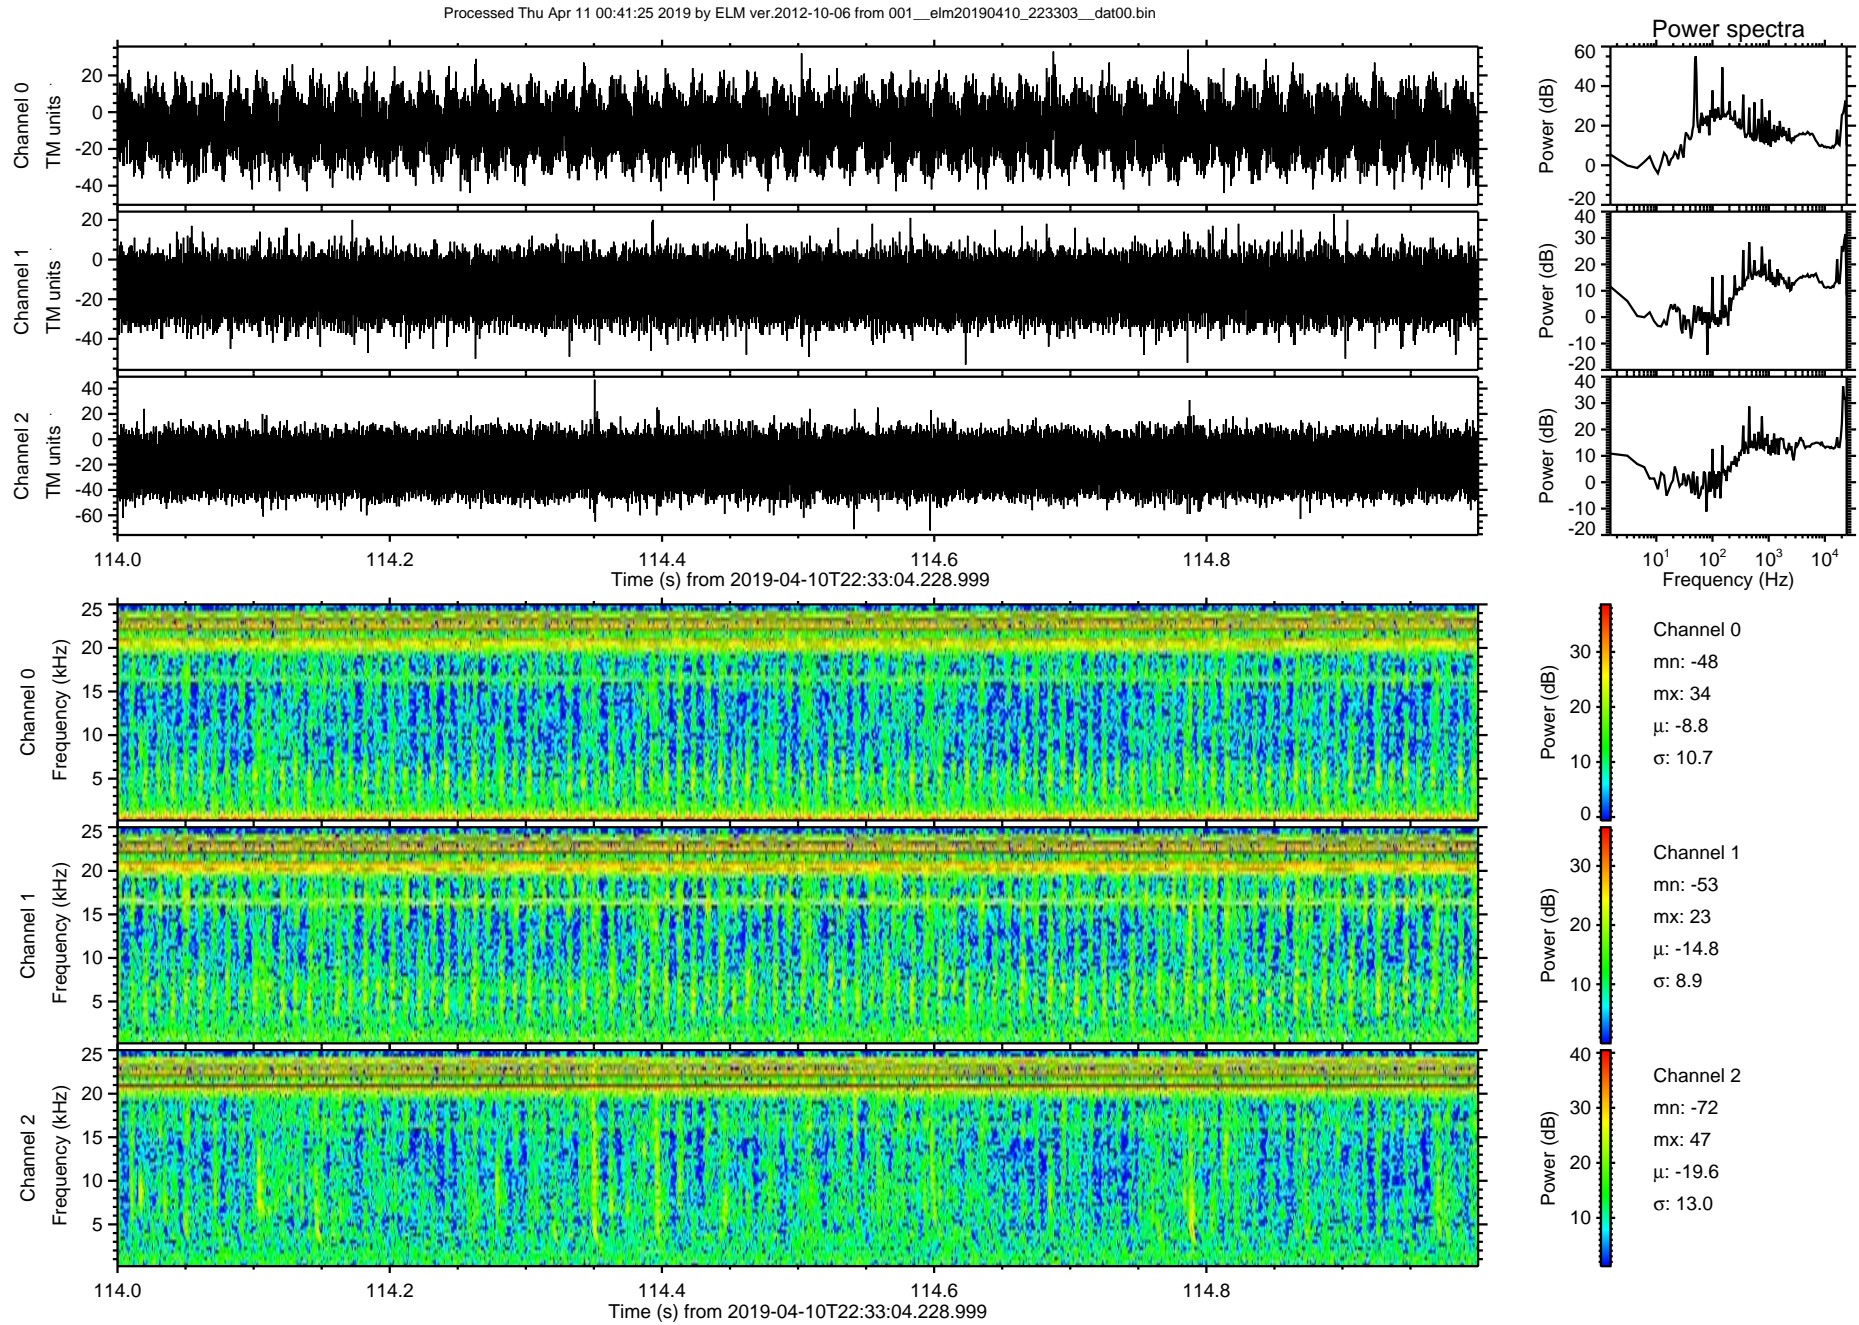 Processed Thu Apr 11 00:41:25 2019 by ELM ver.2012-10-06 from 001__elm20190410_223303__dat00.bin
Power spectra
Channel 0
TM units
20
0
-20
-40
Power (dB)
60
40
20
0
-20
Channel 1
TM units
20
0
-20
-40
Power (dB)
40
30
20
10
0
-10
-20
Channel 2
TM units
40
20
0
-20
-40
-60
Power (dB)
40
30
20
10
0
-10
-20
114.0 114.2 114.4 114.6 114.8
Time (s) from 2019-04-10T22:33:04.228.999
10^1 10^2 10^3 10^4
Frequency (Hz)
Channel 0
Frequency (kHz)
25
20
15
10
5
Power (dB)
30
20
10
0
Channel 0
mn: -48
mx: 34
μ: -8.8
σ: 10.7
Channel 1
Frequency (kHz)
25
20
15
10
5
Power (dB)
30
20
10
Channel 1
mn: -53
mx: 23
μ: -14.8
σ: 8.9
Channel 2
Frequency (kHz)
25
20
15
10
5
Power (dB)
40
30
20
10
Channel 2
mn: -72
mx: 47
μ: -19.6
σ: 13.0
114.0 114.2 114.4 114.6 114.8
Time (s) from 2019-04-10T22:33:04.228.999